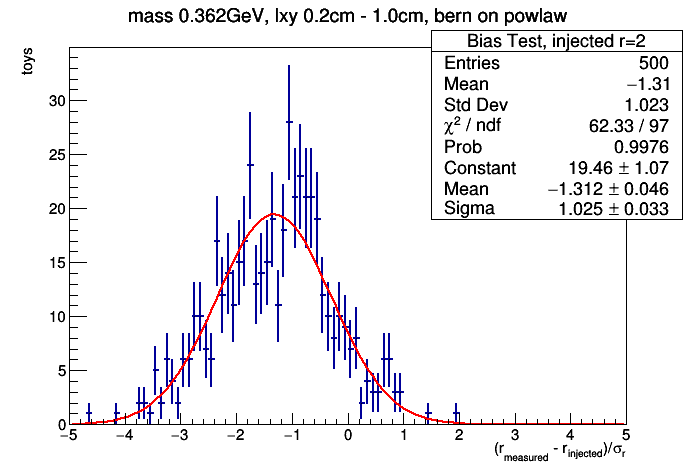 mass 0.362GeV, lxy 0.2cm - 1.0cm, bern on powlaw
Bias Test, injected r=2
Entries 500
Mean −1.31
Std Dev 1.023
χ² / ndf 62.33 / 97
Prob 0.9976
Constant 19.46 ± 1.07
Mean −1.312 ± 0.046
Sigma 1.025 ± 0.033
toys
30
25
20
15
10
5
0
−5 −4 −3 −2 −1 0 1 2 3 4 5
(r_measured - r_injected)/σ_r